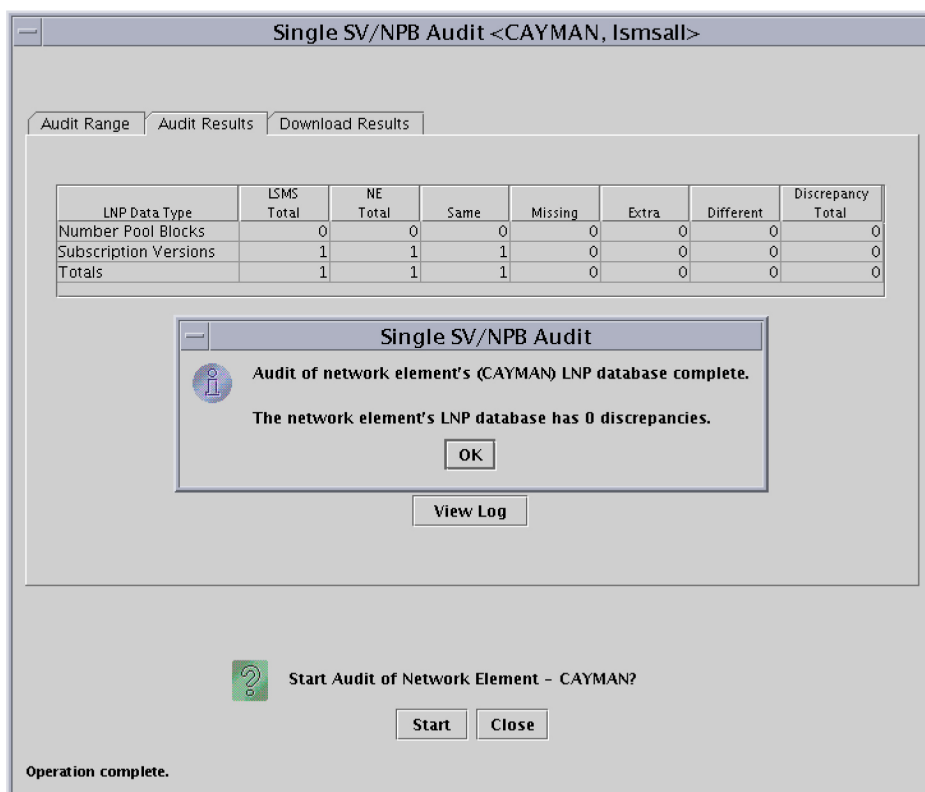 Single SV/NPB Audit <CAYMAN, lsmsall>
Audit Range Audit Results Download Results
LNP Data Type LSMS Total NE Total Same Missing Extra Different Discrepancy Total
Number Pool Blocks 0 0 0 0 0 0 0
Subscription Versions 1 1 1 0 0 0 0
Totals 1 1 1 0 0 0 0
Single SV/NPB Audit
Audit of network element's (CAYMAN) LNP database complete.
The network element's LNP database has 0 discrepancies.
OK
View Log
Start Audit of Network Element - CAYMAN?
Start Close
Operation complete.